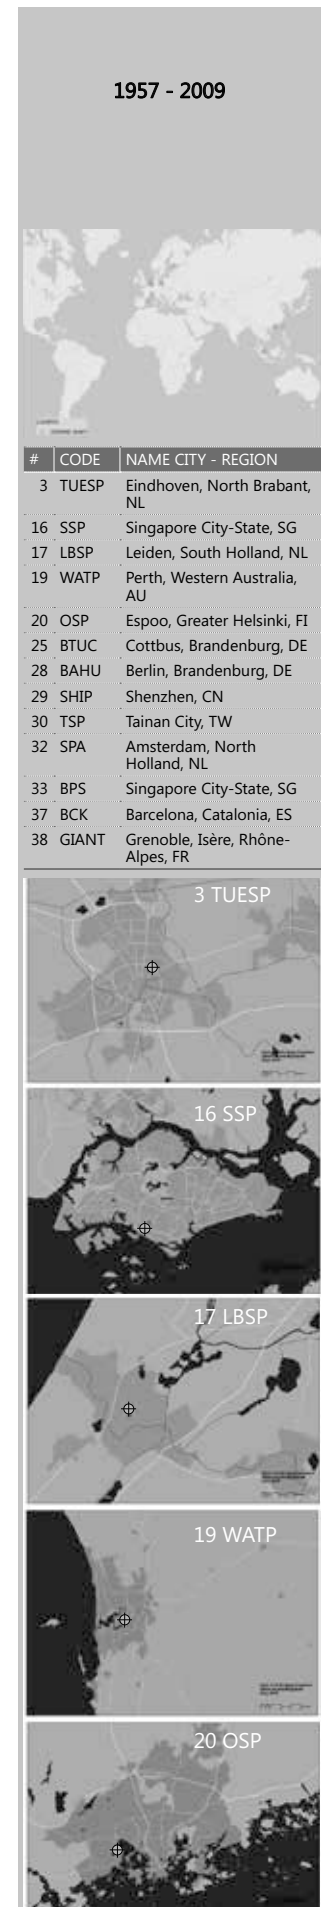 1957 - 2009
# CODE NAME CITY - REGION
3 TUESP Eindhoven, North Brabant,
NL
16 SSP Singapore City-State, SG
17 LBSP Leiden, South Holland, NL
19 WATP Perth, Western Australia,
AU
20 OSP Espoo, Greater Helsinki, FI
25 BTUC Cottbus, Brandenburg, DE
28 BAHU Berlin, Brandenburg, DE
29 SHIP Shenzhen, CN
30 TSP Tainan City, TW
32 SPA Amsterdam, North
Holland, NL
33 BPS Singapore City-State, SG
37 BCK Barcelona, Catalonia, ES
38 GIANT Grenoble, Isère, Rhône-
Alpes, FR
3 TUESP
16 SSP
17 LBSP
19 WATP
20 OSP